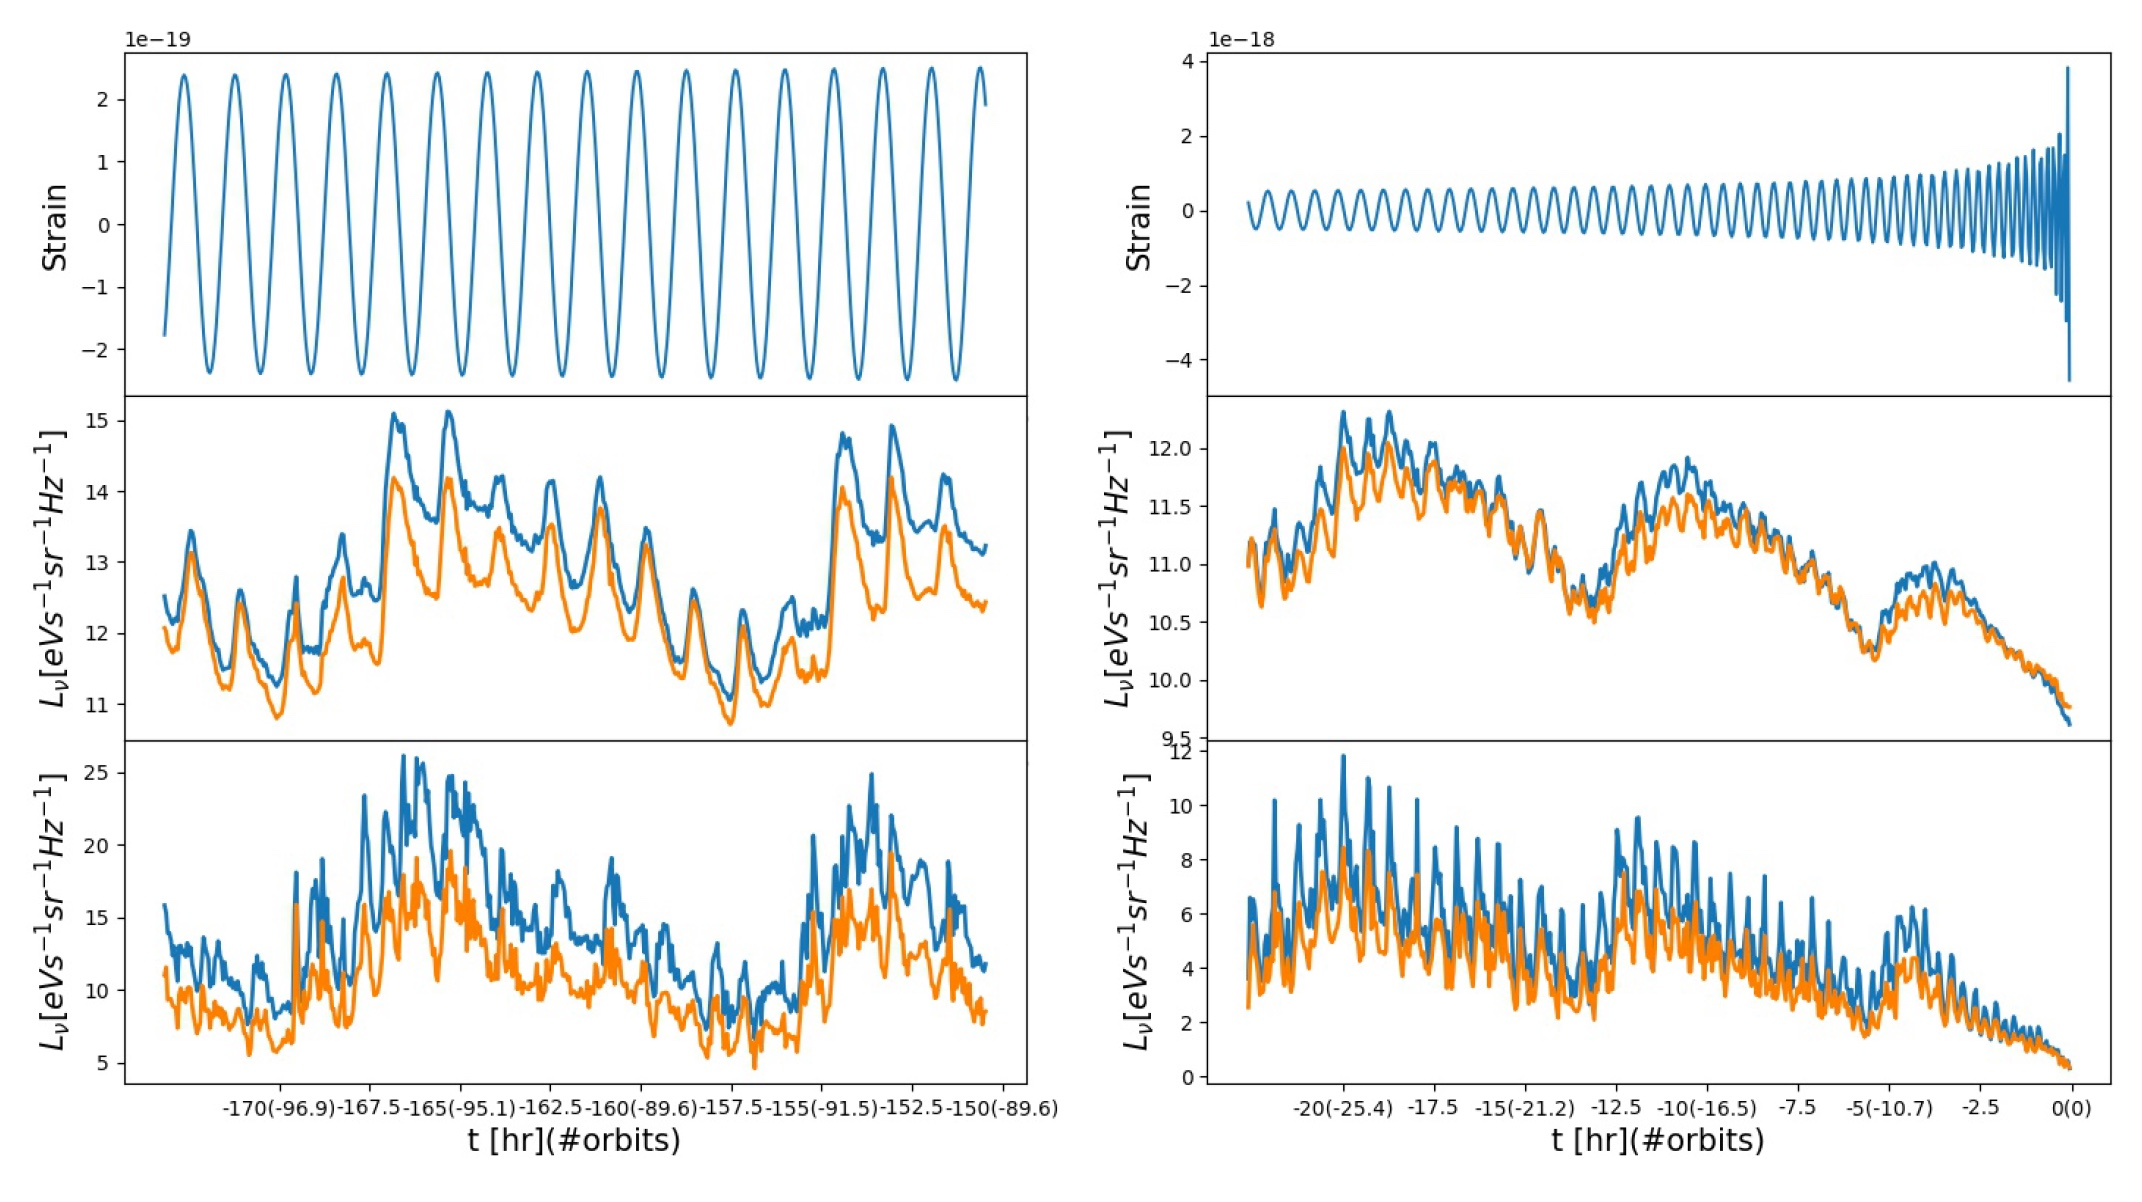 1e−19
2
1
0
−1
−2
Strain
15
14
13
12
11
Lν[eVs−1sr−1Hz−1]
25
20
15
10
5
Lν[eVs−1sr−1Hz−1]
-170(-96.9) -167.5 -165(-95.1) -162.5 -160(-89.6) -157.5 -155(-91.5) -152.5 -150(-89.6)
t [hr](#orbits)
1e−18
4
2
0
−2
−4
Strain
12.0
11.5
11.0
10.5
10.0
9.5
Lν[eVs−1sr−1Hz−1]
12
10
8
6
4
2
0
Lν[eVs−1sr−1Hz−1]
-20(-25.4) -17.5 -15(-21.2) -12.5 -10(-16.5) -7.5 -5(-10.7) -2.5 0(0)
t [hr](#orbits)